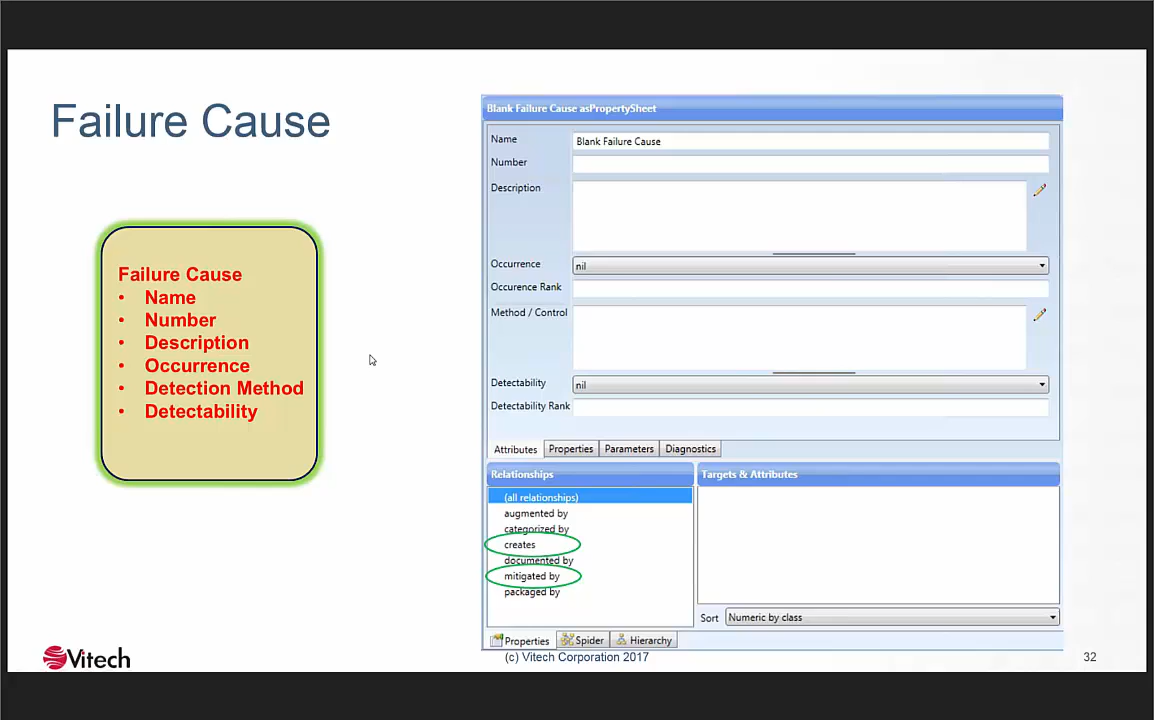 Failure Cause
Failure Cause
• Name
• Number
• Description
• Occurrence
• Detection Method
• Detectability
Blank Failure Cause asPropertySheet
Name Blank Failure Cause
Number
Description
Occurrence nil
Occurence Rank
Method / Control
Detectability nil
Detectability Rank
Attributes Properties Parameters Diagnostics
Relationships Targets & Attributes
(all relationships)
augmented by
categorized by
creates
documented by
mitigated by
packaged by
Sort Numeric by class
Properties Spider Hierarchy
Vitech (c) Vitech Corporation 2017 32